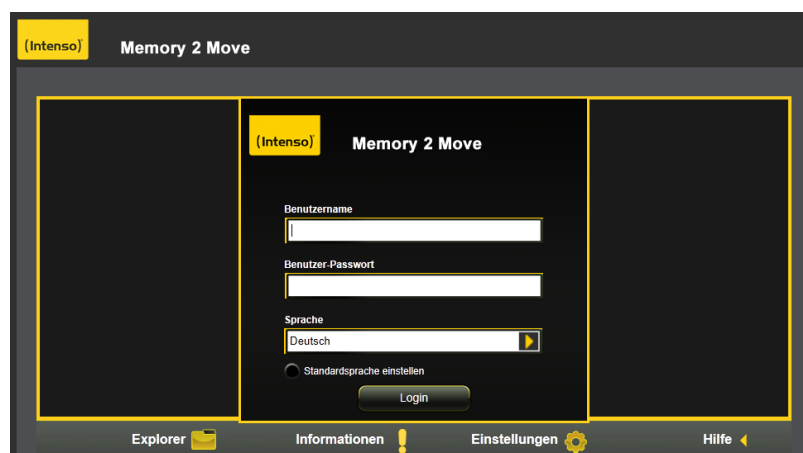 (Intenso) Memory 2 Move
(Intenso) Memory 2 Move
Benutzername
Benutzer-Passwort
Sprache
Deutsch
Standardsprache einstellen
Login
Explorer Informationen Einstellungen Hilfe